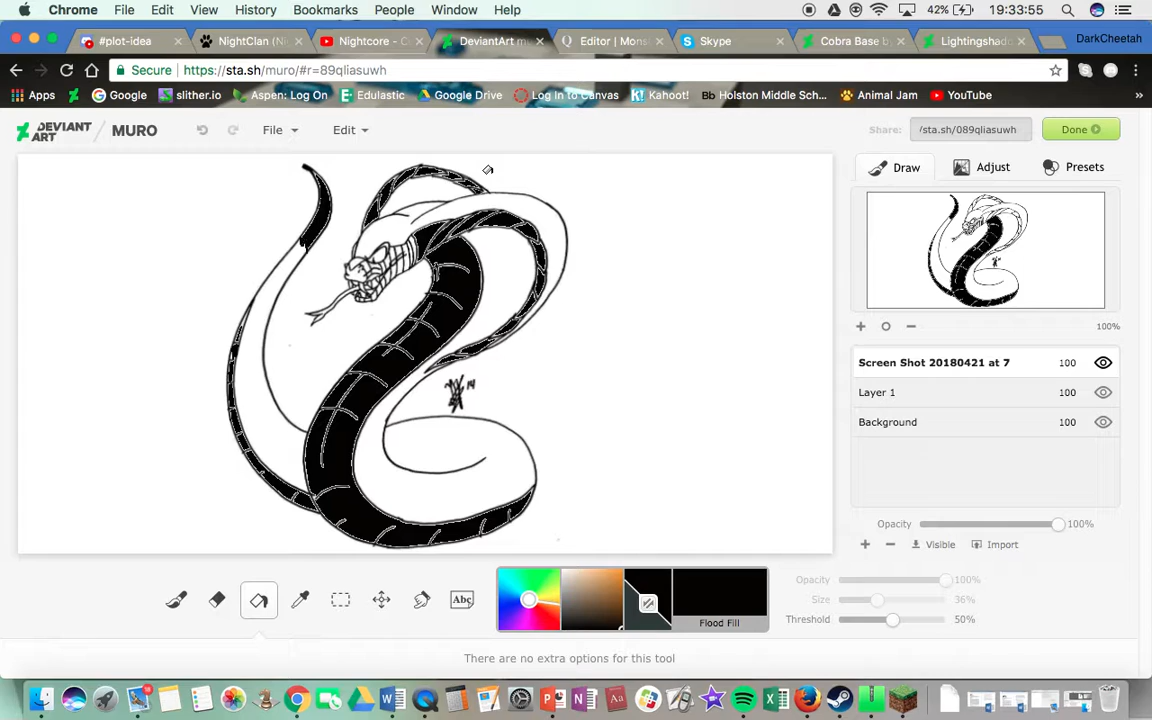 Chrome File Edit View History Bookmarks People Window Help 42% 19:33:55
#plot-idea NightClan (Ni Nightcore - C DeviantArt m Editor | Mons Skype Cobra Base by Lightingshado DarkCheetah
Secure https://sta.sh/muro/#r=89qliasuwh
Apps Google slither.io Aspen: Log On Edulastic Google Drive Log In to Canvas Kahoot! Bb Holston Middle Sch... Animal Jam YouTube »
DEVIANT ART / MURO File Edit Share: /sta.sh/089qliasuwh Done
Draw Adjust Presets
100%
Screen Shot 20180421 at 7 100
Layer 1 100
Background 100
14
Opacity 100%
Visible Import
Abc
Flood Fill
Opacity 100%
Size 36%
Threshold 50%
There are no extra options for this tool